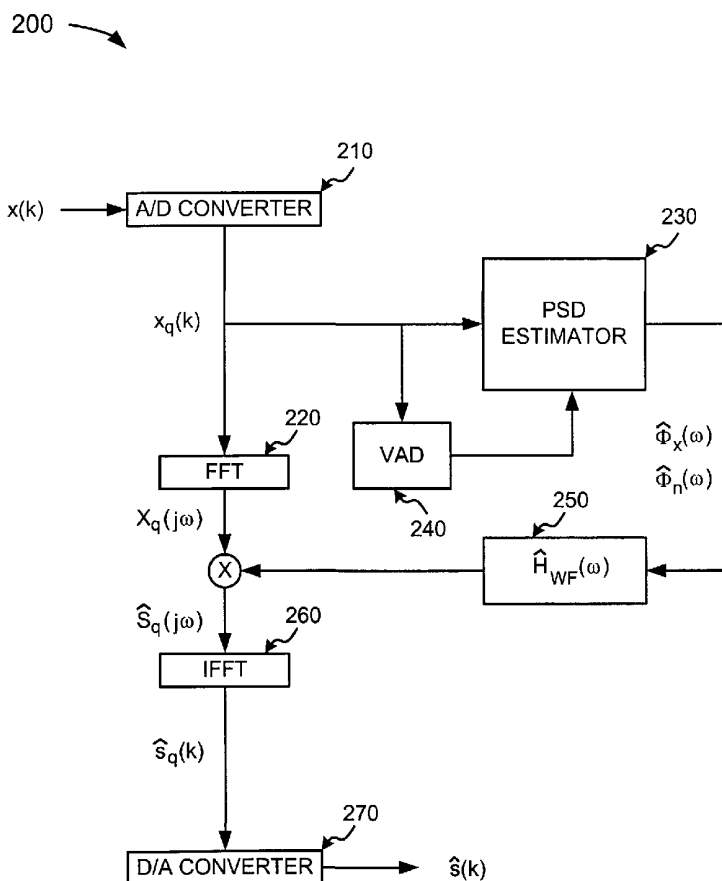 200
210
x(k)
A/D CONVERTER
230
x_q(k)
PSD
ESTIMATOR
220
VAD
Φ̂_x(ω)
FFT
Φ̂_n(ω)
240
X_q(jω)
250
X
Ĥ_WF(ω)
Ŝ_q(jω)
260
IFFT
ŝ_q(k)
270
D/A CONVERTER
ŝ(k)